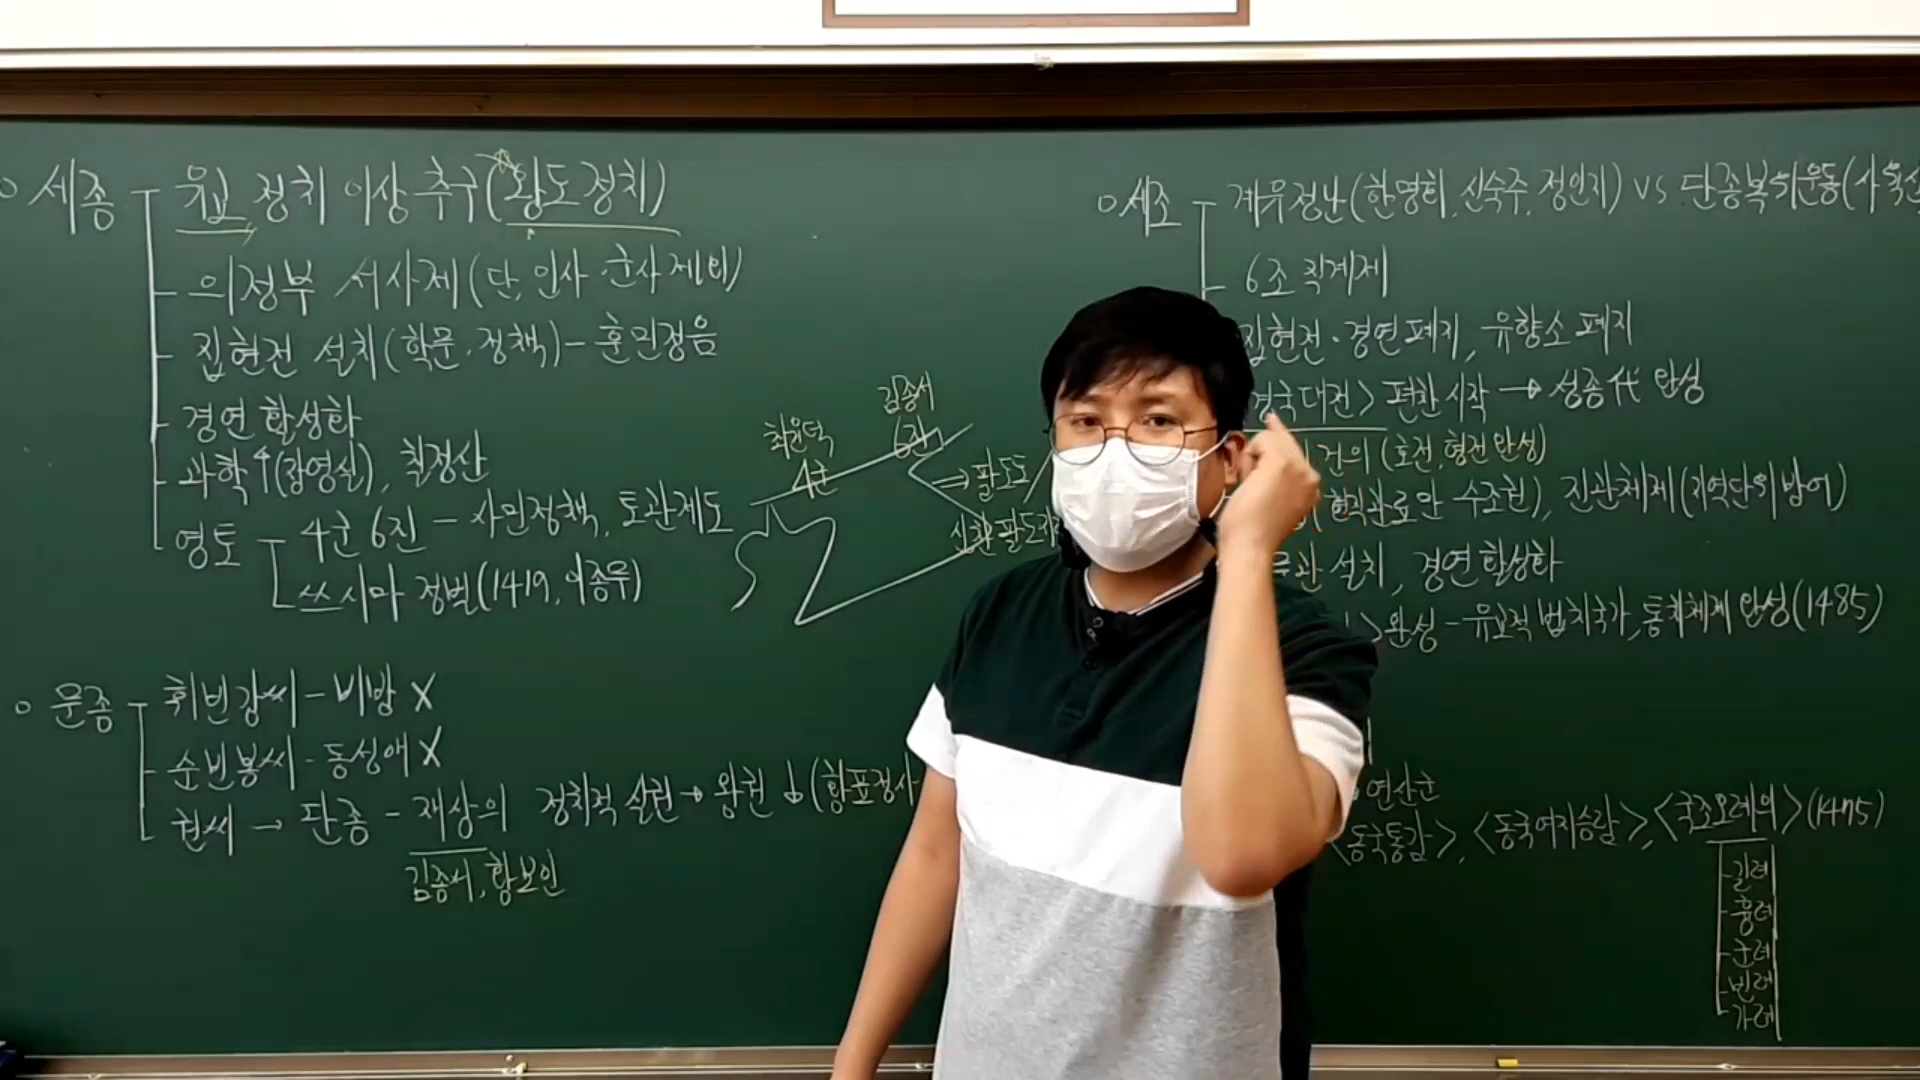 세종
유교 정치 이상 추구(왕도정치)
의정부 서사제(단, 인사·군사 제외)
집현전 설치(학문·정책)-훈민정음
경연 활성화
과학↑(장영실), 칠정산
영토
4군 6진 - 사민정책, 토관제도
쓰시마 정벌(1419, 이종무)
최윤덕
4군
김종서
6진
⇒ 팔도도
신찬팔도지
문종
휘빈김씨 - 비방 X
순빈봉씨 - 동성애 X
권씨 → 단종 - 재상의 정치적 실권 → 왕권 ↓(황표정사
김종서, 황보인
세조
계유정난(한명회, 신숙주, 정인지) vs 단종복위운동(사육신
6조 직계제
집현전·경연 폐지, 유향소 폐지
경국대전> 편찬 시작 → 성종代 완성
건의 (호전, 형전 완성)
(현직 관료만 수조권), 진관체제(지역단위 방어)
관 설치, 경연 활성화
>완성 - 유교적 법치국가, 통치체제 완성(1485)
연산군
<동국통감>, <동국여지승람>, <국조오례의>(1475)
길례
흉례
군례
빈례
가례